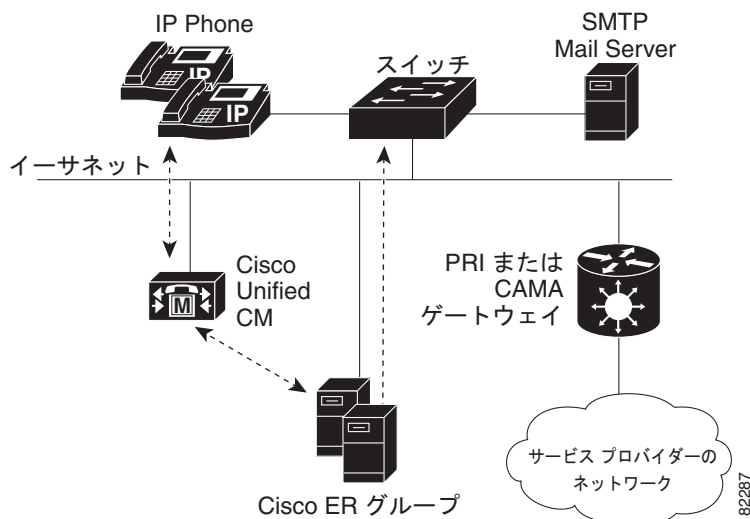 IP Phone
SMTP
Mail Server
スイッチ
IP
IP
イーサネット
Cisco
Unified
CM
M
PRI または
CAMA
ゲートウェイ
サービス プロバイダーの
ネットワーク
Cisco ER グループ
82287